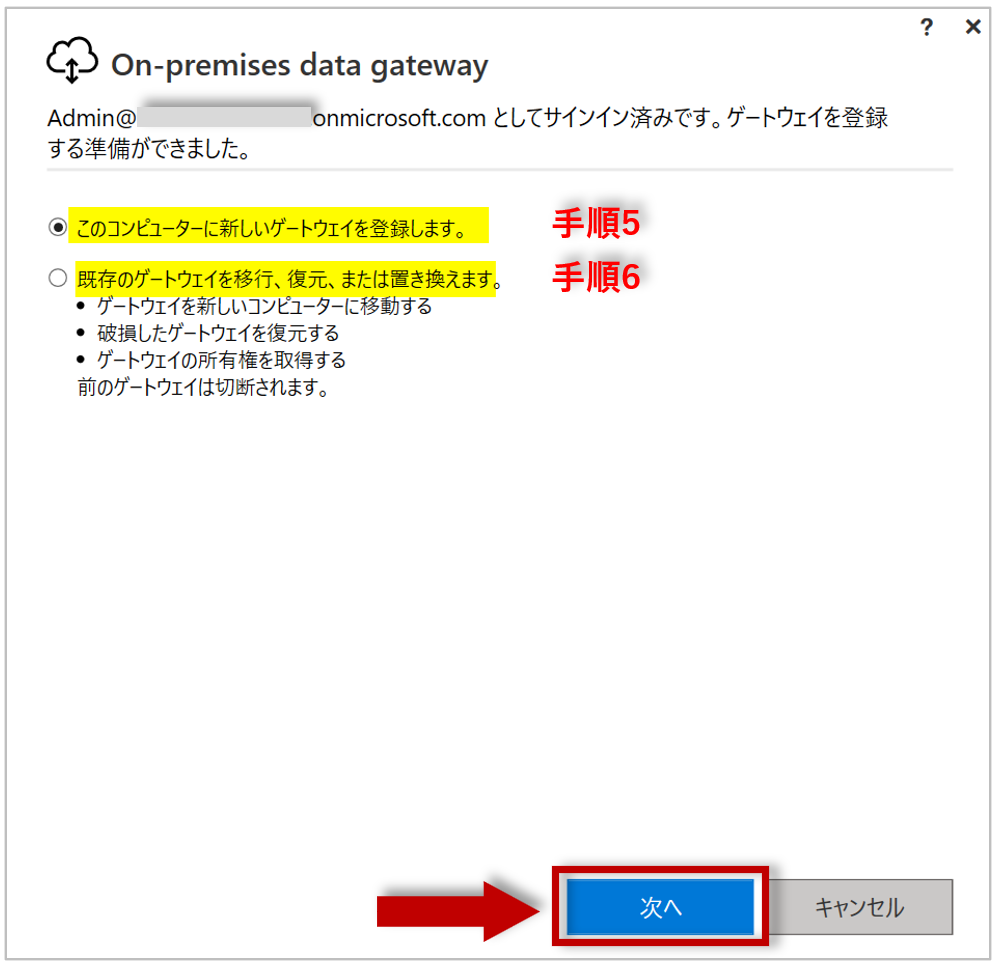 ? ×
On-premises data gateway
Admin@ onmicrosoft.com としてサインイン済みです。ゲートウェイを登録
する準備ができました。
このコンピューターに新しいゲートウェイを登録します。 手順5
既存のゲートウェイを移行、復元、または置き換えます。 手順6
• ゲートウェイを新しいコンピューターに移動する
• 破損したゲートウェイを復元する
• ゲートウェイの所有権を取得する
前のゲートウェイは切断されます。
次へ キャンセル